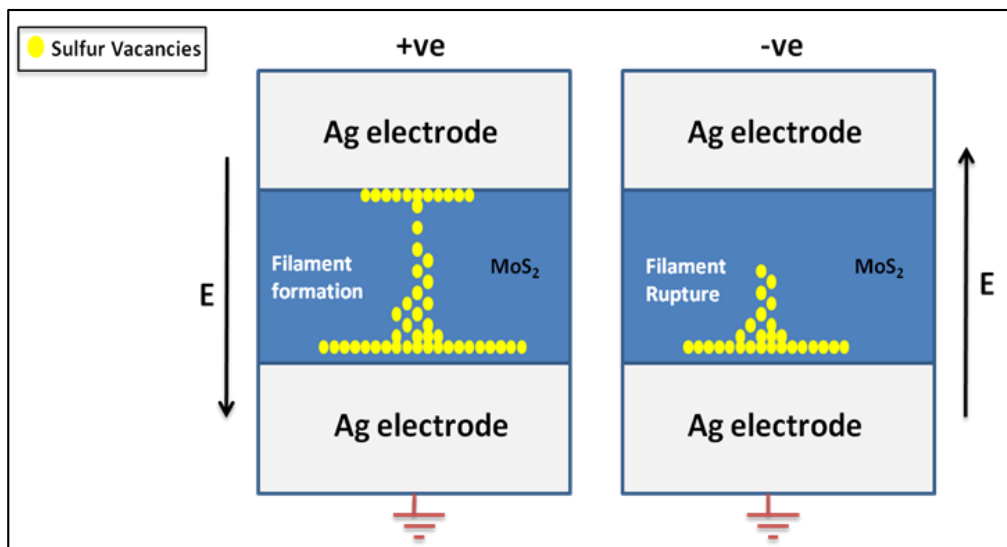 Sulfur Vacancies
+ve
-ve
Ag electrode
Ag electrode
E
Filament
formation
MoS₂
Filament
Rupture
MoS₂
E
Ag electrode
Ag electrode